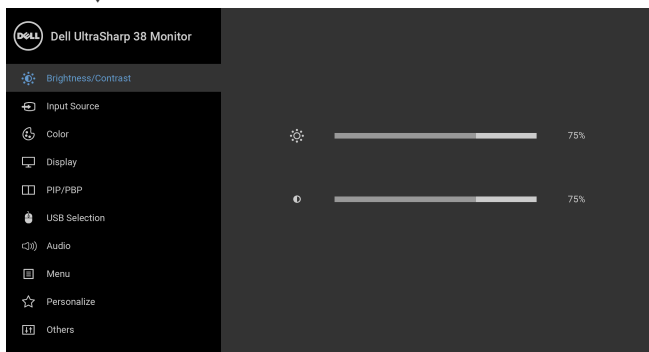 DELL
Dell UltraSharp 38 Monitor
Brightness/Contrast
Input Source
Color
Display
PIP/PBP
USB Selection
Audio
Menu
Personalize
Others
75%
75%